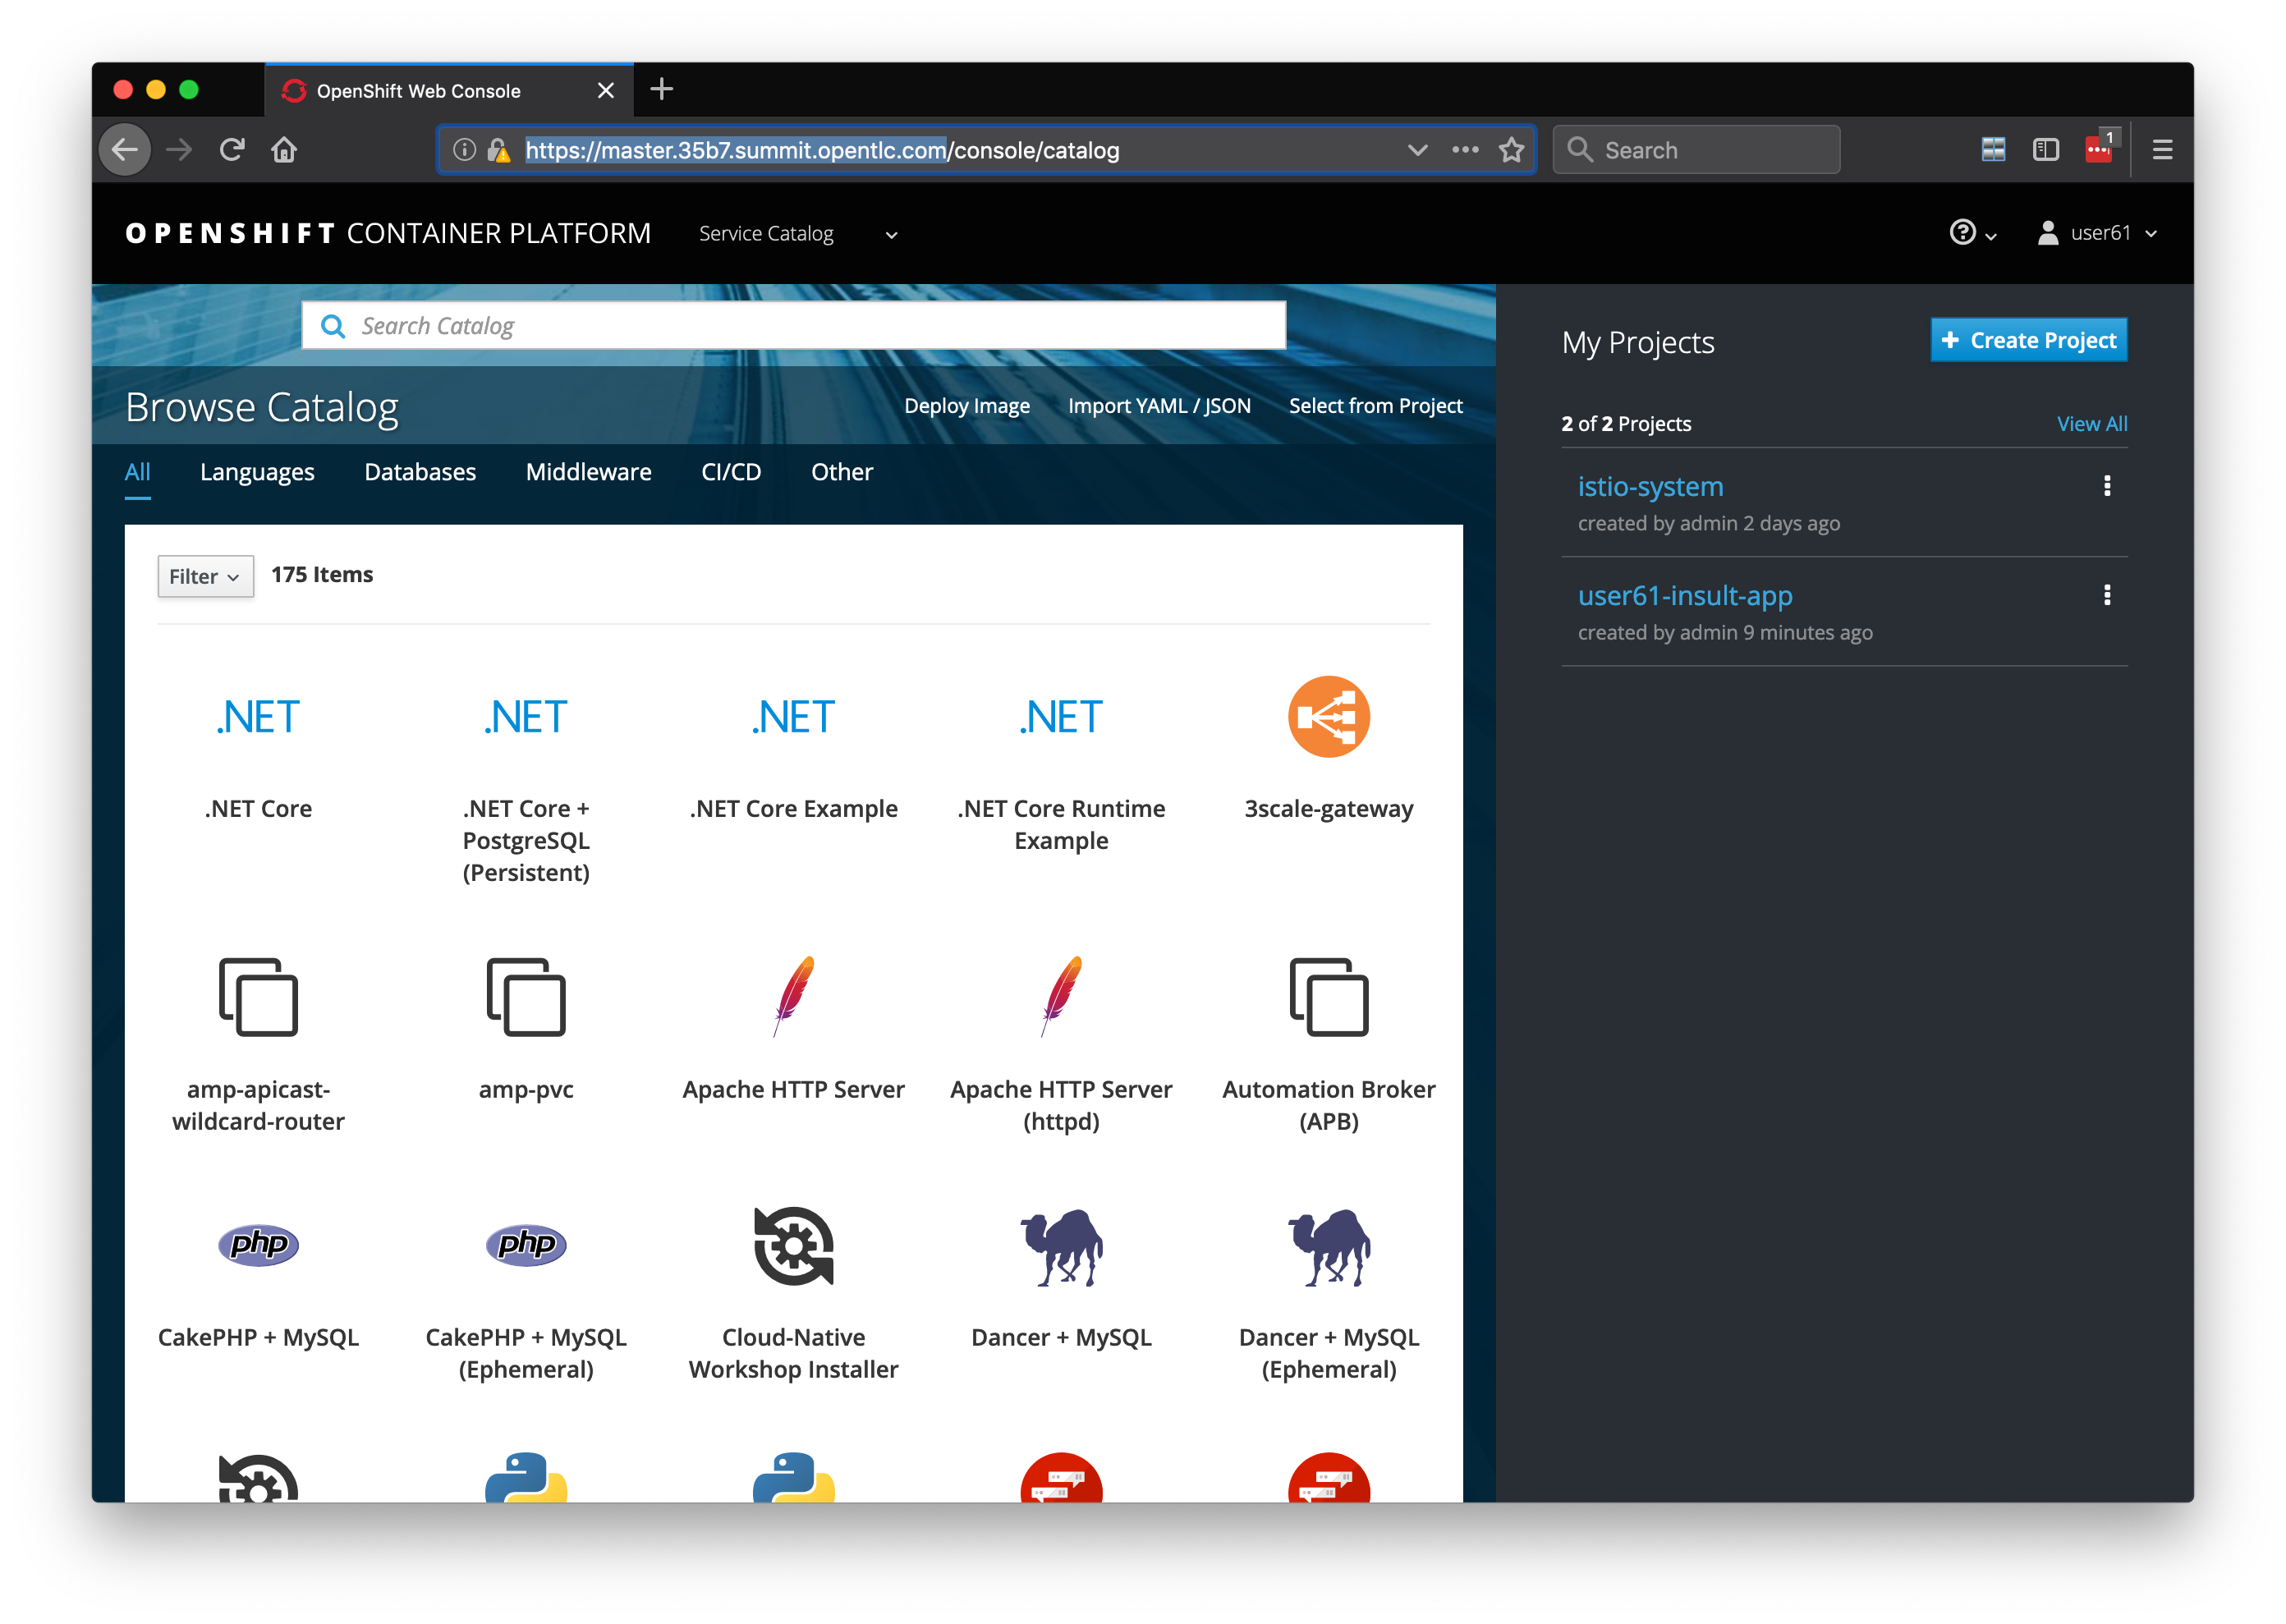 OpenShift Web Console
https://master.35b7.summit.opentlc.com/console/catalog
Search
1
OPENSHIFT CONTAINER PLATFORM
Service Catalog
user61
Search Catalog
Browse Catalog
Deploy Image
Import YAML / JSON
Select from Project
All
Languages
Databases
Middleware
CI/CD
Other
Filter
175 Items
.NET
.NET
.NET
.NET
.NET Core
.NET Core +
PostgreSQL
(Persistent)
.NET Core Example
.NET Core Runtime
Example
3scale-gateway
amp-apicast-
wildcard-router
amp-pvc
Apache HTTP Server
Apache HTTP Server
(httpd)
Automation Broker
(APB)
php
php
CakePHP + MySQL
CakePHP + MySQL
(Ephemeral)
Cloud-Native
Workshop Installer
Dancer + MySQL
Dancer + MySQL
(Ephemeral)
My Projects
Create Project
2 of 2 Projects
View All
istio-system
created by admin 2 days ago
user61-insult-app
created by admin 9 minutes ago